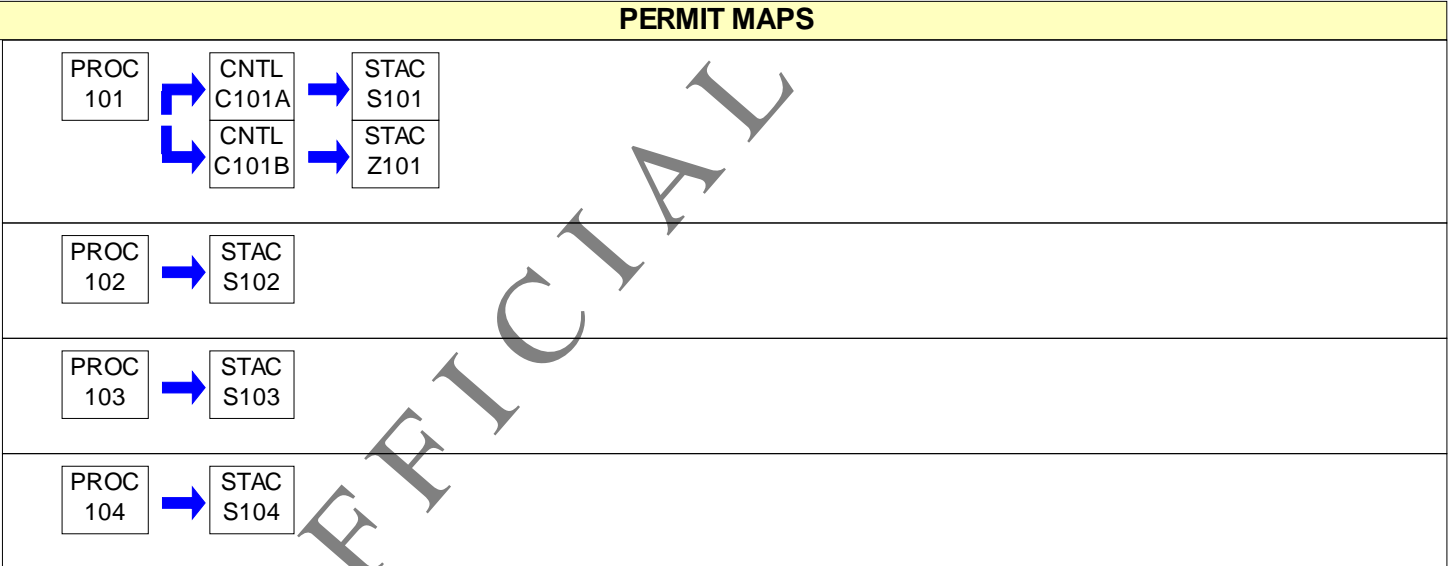 PERMIT MAPS
PROC
101
CNTL
C101A
STAC
S101
CNTL
C101B
STAC
Z101
PROC
102
STAC
S102
PROC
103
STAC
S103
PROC
104
STAC
S104
FFICIAL